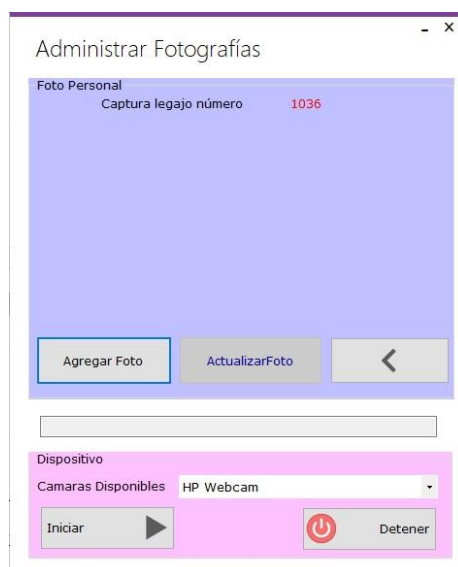 Administrar Fotografías
Foto Personal
Captura legajo número 1036
Agregar Foto ActualizarFoto
Dispositivo
Camaras Disponibles HP Webcam
Iniciar Detener